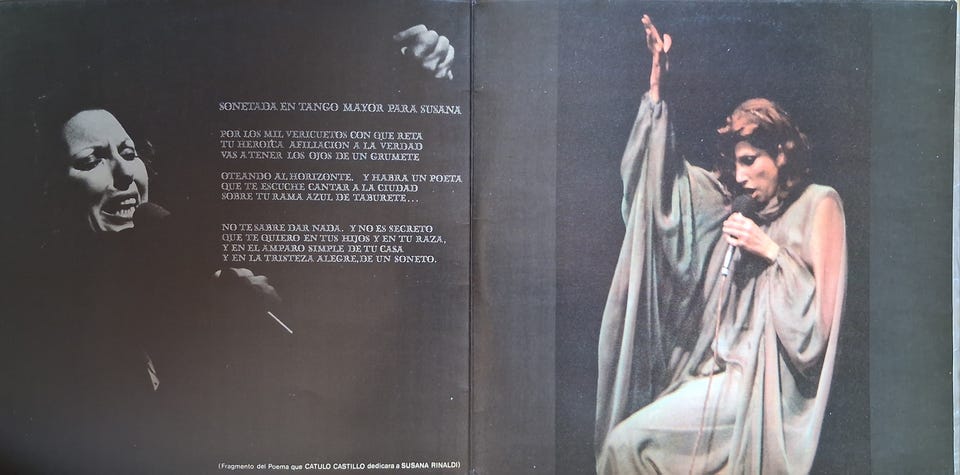 SONETADA EN TANGO MAYOR PARA SUSANA
POR LOS MIL VERICUETOS CON QUE RETA
TU HEROICA AFILIACION A LA VERDAD
VAS A TENER LOS OJOS DE UN GRUMETE
OTEANDO AL HORIZONTE. Y HABRA UN POETA
QUE TE ESCUCHE CANTAR A LA CIUDAD
SOBRE TU RAMA AZUL DE TABURETE...
NO TE SABRE DAR NADA. Y NO ES SECRETO
QUE TE QUIERO EN TUS HIJOS Y EN TU RAZA,
Y EN EL AMPARO SIMPLE DE TU CASA
Y EN LA TRISTEZA ALEGRE, DE UN SONETO.
(Fragmento del Poema que CATULO CASTILLO dedicara a SUSANA RINALDI)